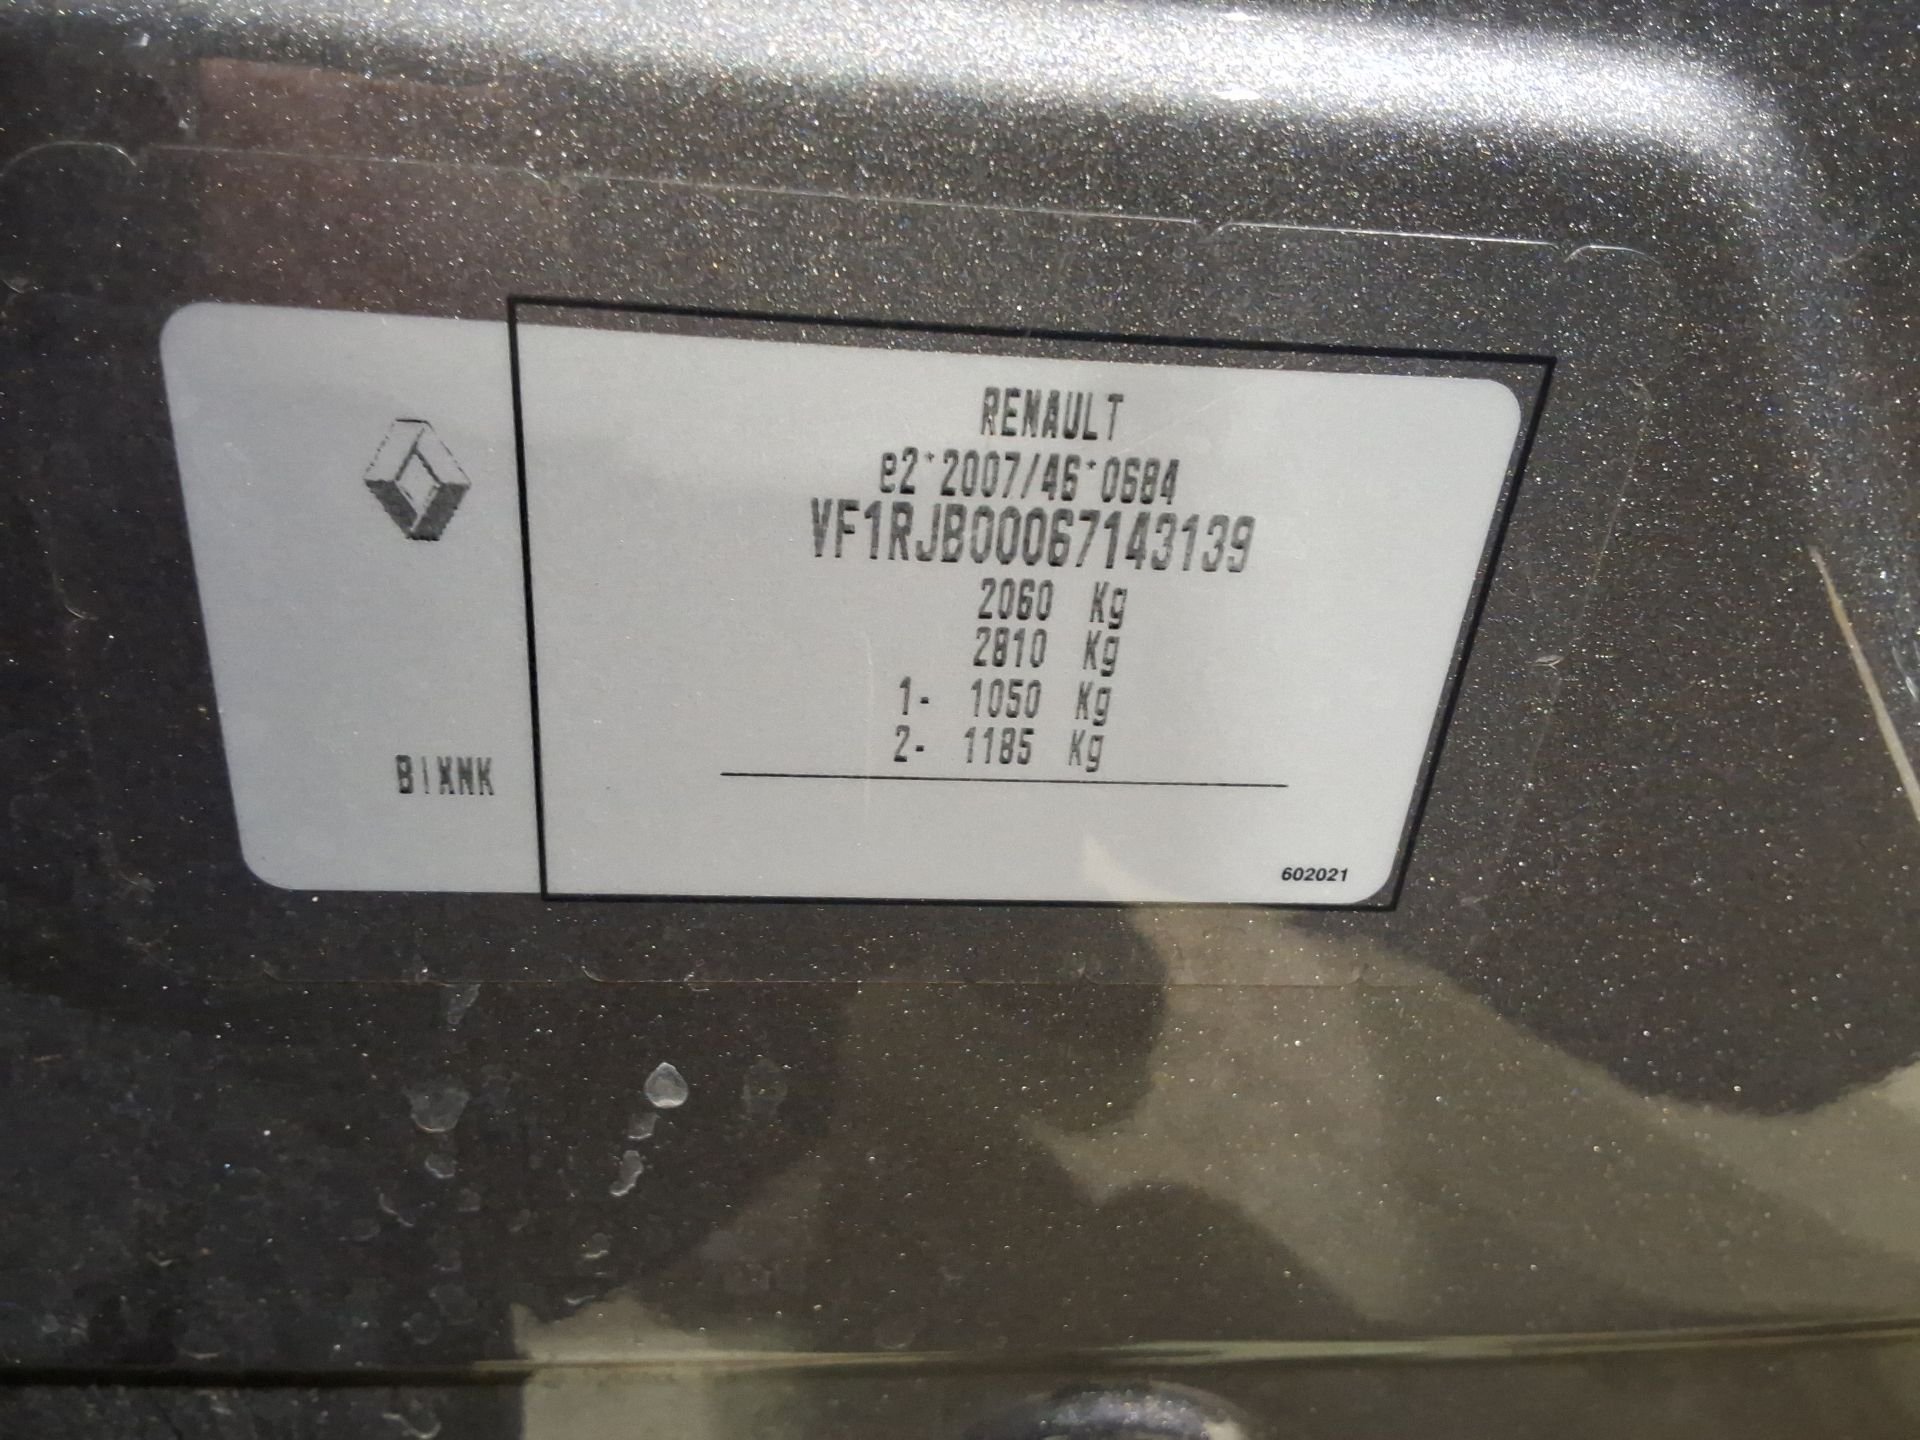 RENAULT
e2*2007/46*0684
VF1RJB00067143139
2060 Kg
2810 Kg
1- 1050 Kg
2- 1185 Kg
BIXNK
602021